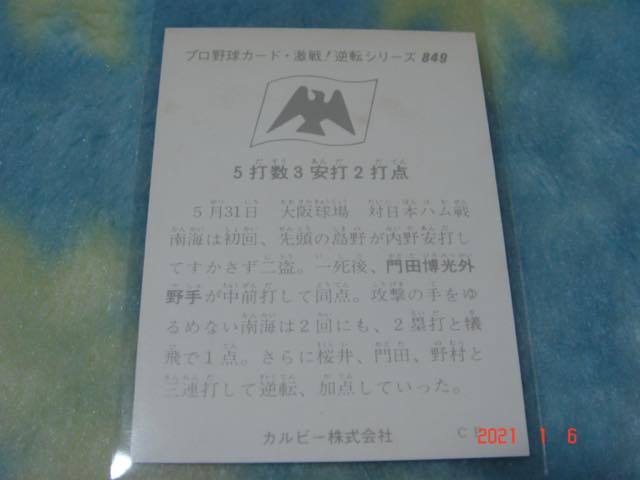 プロ野球カード・激戦!逆転シリーズ 849
5打数3安打2打点
5月31日 大阪球場 対日本ハム戦
南海は初回、先頭の島野が内野安打し
てすかさず二盗。一死後、門田博光外
野手が中前打して同点。攻撃の手をゆ
るめない南海は2回にも、2塁打と犠
飛で1点。さらに桜井、門田、野村と
三連打して逆転、加点していった。
カルビー株式会社
2021 1 6